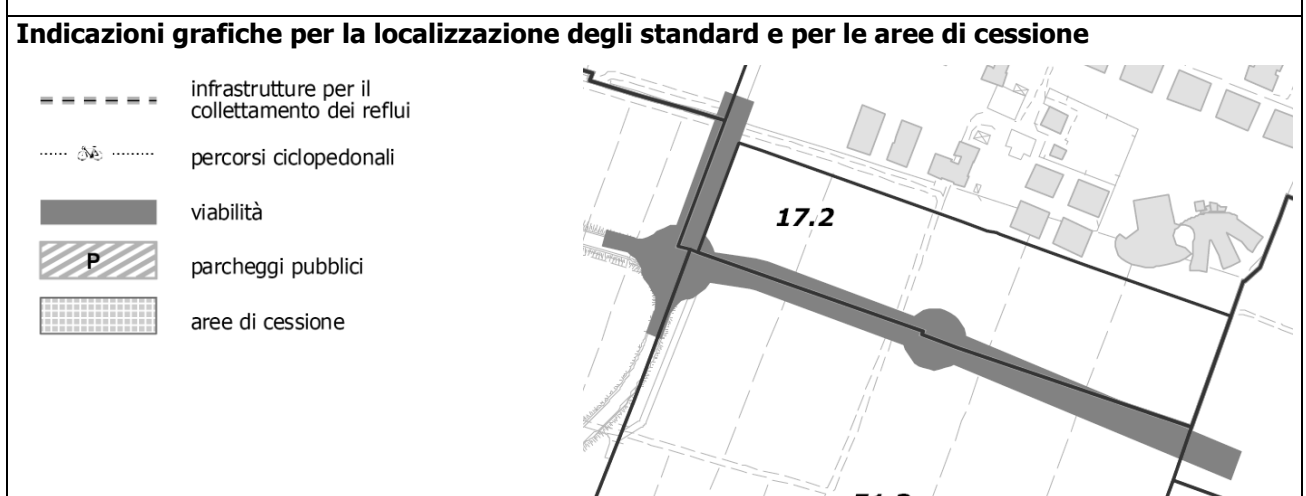 Indicazioni grafiche per la localizzazione degli standard e per le aree di cessione
infrastrutture per il
collettamento dei reflui
percorsi ciclopedonali
viabilità
P
parcheggi pubblici
aree di cessione
17.2